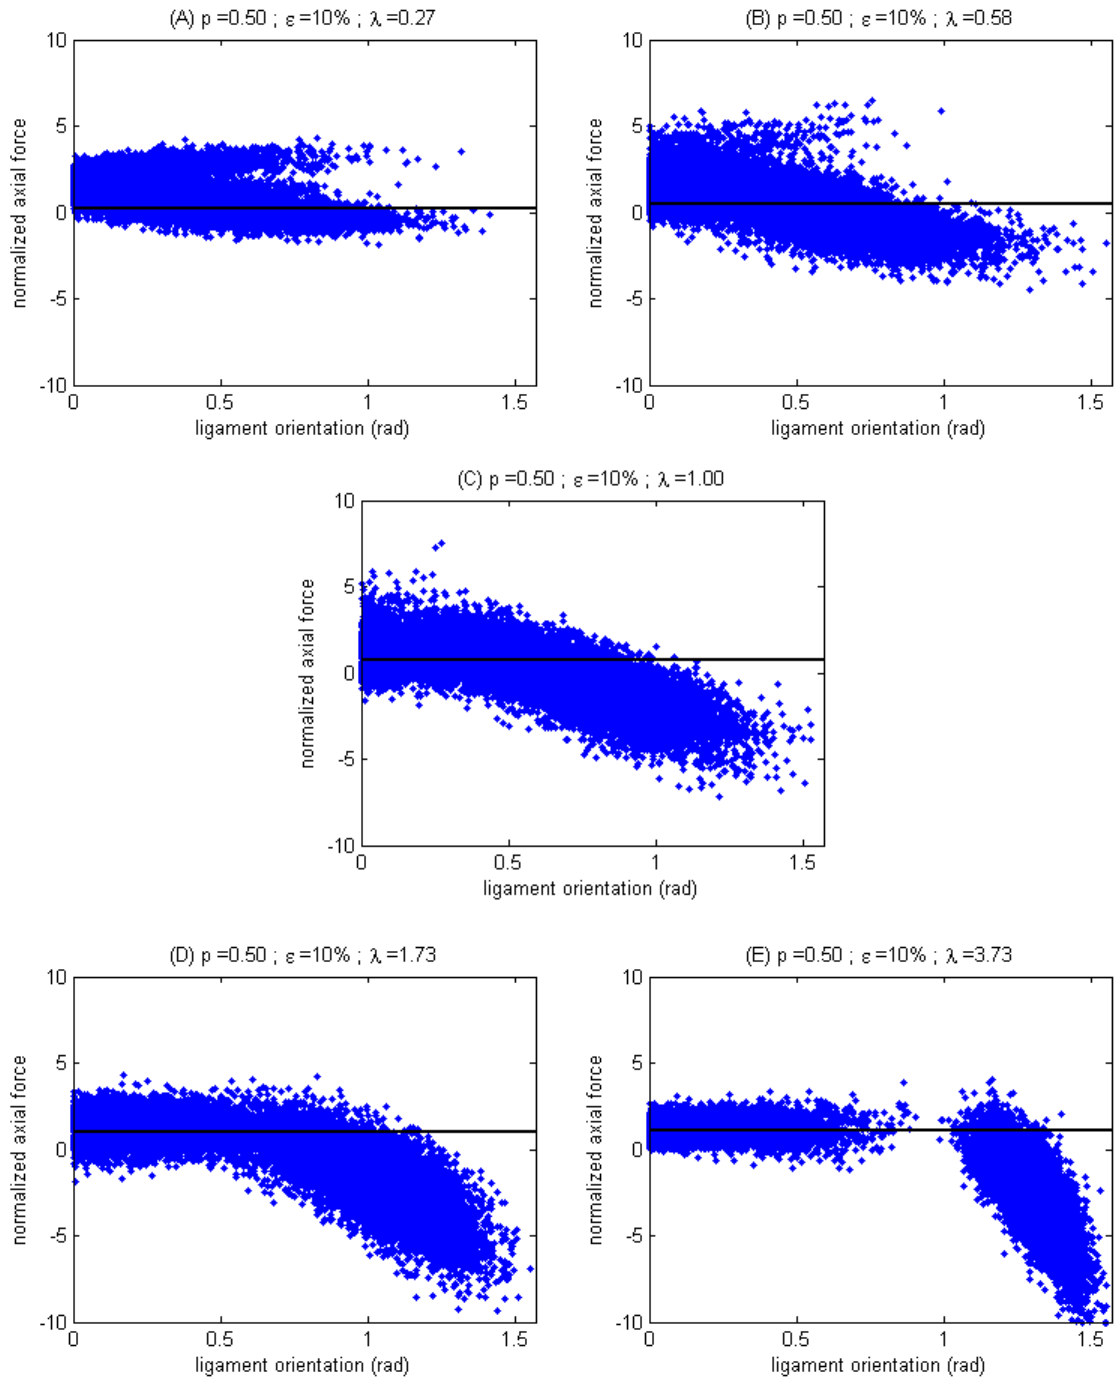 (A) p =0.50 ; ε =10% ; λ =0.27
10
5
0
-5
-10
normalized axial force
0 0.5 1 1.5
ligament orientation (rad)
(B) p =0.50 ; ε =10% ; λ =0.58
10
5
0
-5
-10
normalized axial force
0 0.5 1 1.5
ligament orientation (rad)
(C) p =0.50 ; ε =10% ; λ =1.00
10
5
0
-5
-10
normalized axial force
0 0.5 1 1.5
ligament orientation (rad)
(D) p =0.50 ; ε =10% ; λ =1.73
10
5
0
-5
-10
normalized axial force
0 0.5 1 1.5
ligament orientation (rad)
(E) p =0.50 ; ε =10% ; λ =3.73
10
5
0
-5
-10
normalized axial force
0 0.5 1 1.5
ligament orientation (rad)